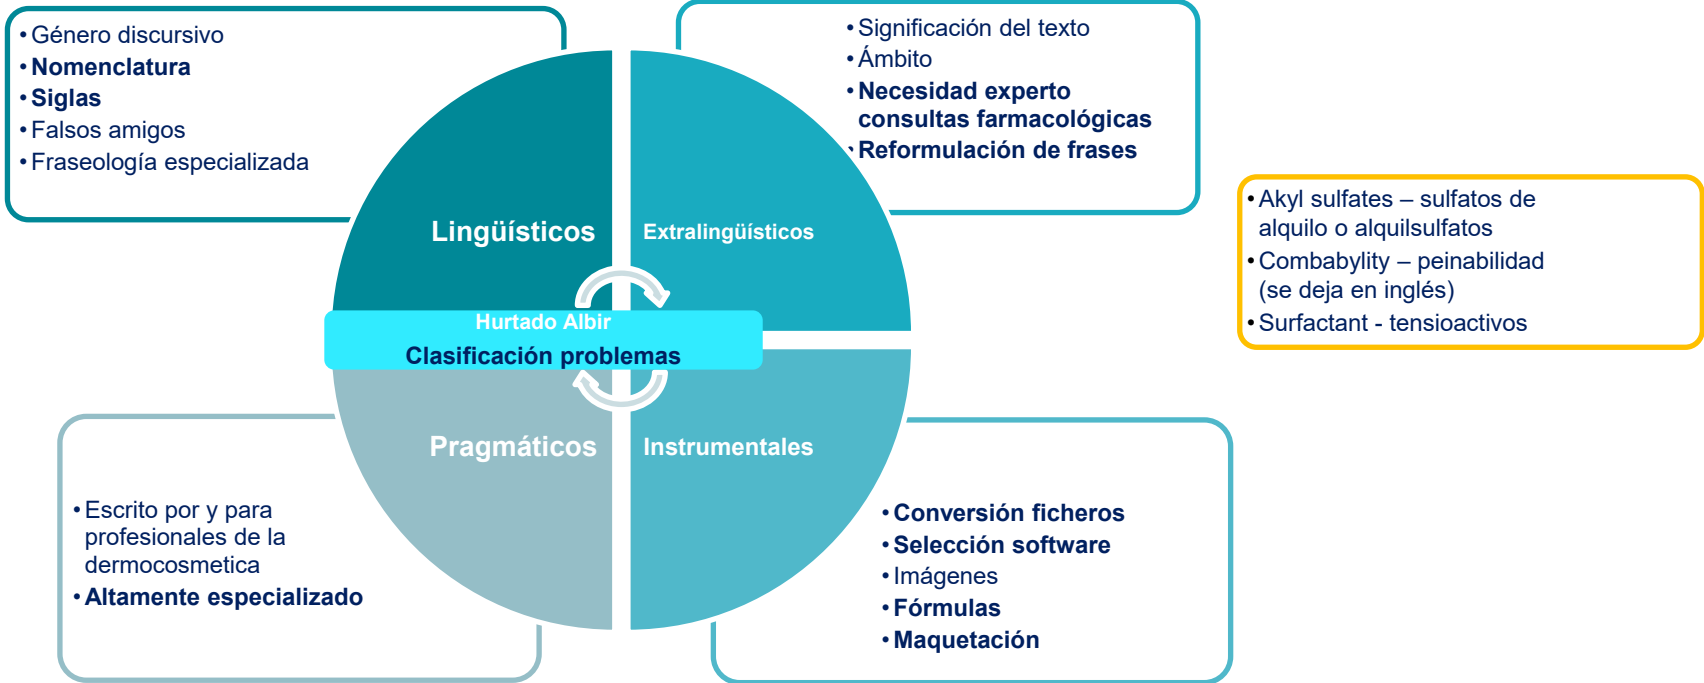 • Género discursivo
• Nomenclatura
• Siglas
• Falsos amigos
• Fraseología especializada
• Significación del texto
• Ámbito
• Necesidad experto
consultas farmacológicas
• Reformulación de frases
• Akyl sulfates – sulfatos de
alquilo o alquilsulfatos
• Combabylity – peinabilidad
(se deja en inglés)
• Surfactant - tensioactivos
Lingüísticos
Extralingüísticos
Hurtado Albir
Clasificación problemas
Pragmáticos
Instrumentales
• Escrito por y para
profesionales de la
dermocosmetica
• Altamente especializado
• Conversión ficheros
• Selección software
• Imágenes
• Fórmulas
• Maquetación